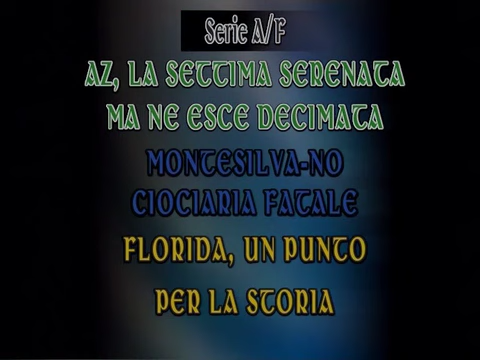 Serie A/F
AZ, LA SETTIMA SERENATA
MA NE ESCE DECIMATA
MONTESILVA-NO
CIOCIARIA FATALE
FLORIDA, UN PUNTO
PER LA STORIA